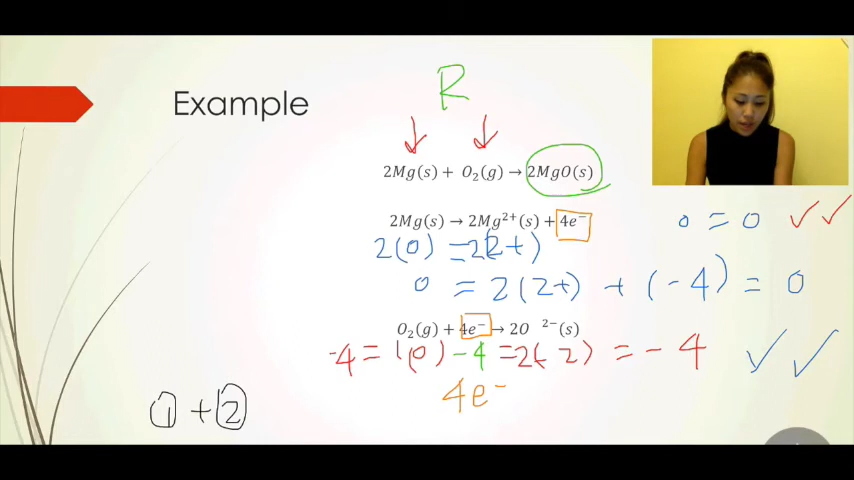 Example
R
2Mg(s) + O₂(g) → 2MgO(s)
2Mg(s) → 2Mg²⁺(s) + 4e⁻
0 = 0 ✓✓
2(0) = 2(2+)
0 = 2(2+) + (-4) = 0
O₂(g) + 4e⁻ → 2O ²⁻(s)
-4 = 1(0) - 4 = 2(-2) = -4 ✓✓
4e⁻
① + ②